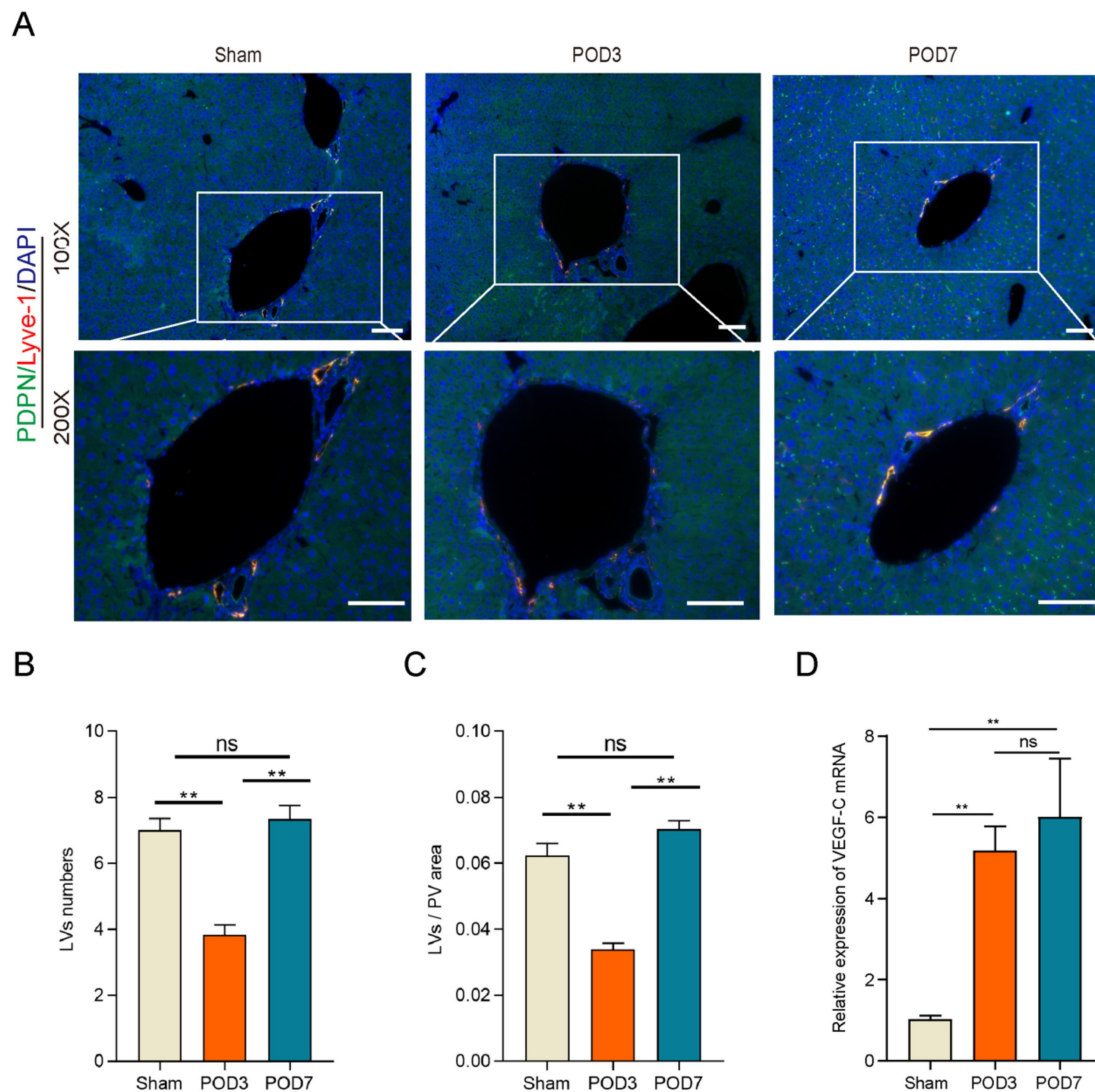 A
Sham
POD3
POD7
PDPN/Lyve-1/DAPI
100X
200X
B
C
D
LVs numbers
10
8
6
4
2
0
ns
**
**
Sham
POD3
POD7
LVs / PV area
0.10
0.08
0.06
0.04
0.02
0.00
ns
**
**
Sham
POD3
POD7
Relative expression of VEGF-C mRNA
8
6
4
2
0
**
ns
**
Sham
POD3
POD7